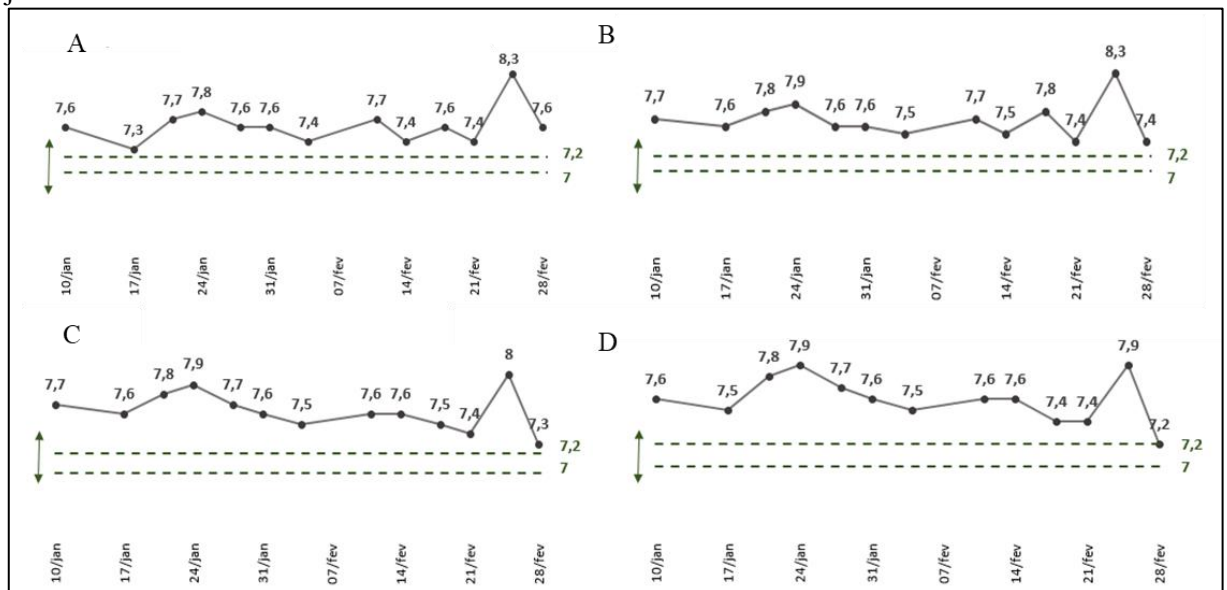 A
7,6 7,3 7,7 7,8 7,6 7,6 7,4 7,7 7,4 7,6 7,4 8,3 7,6
7,2
7
10/jan 17/jan 24/jan 31/jan 07/fev 14/fev 21/fev 28/fev
B
7,7 7,6 7,8 7,9 7,6 7,6 7,5 7,7 7,5 7,8 7,4 8,3 7,4
7,2
7
10/jan 17/jan 24/jan 31/jan 07/fev 14/fev 21/fev 28/fev
C
7,7 7,6 7,8 7,9 7,7 7,6 7,5 7,6 7,6 7,5 7,4 8 7,3
7,2
7
10/jan 17/jan 24/jan 31/jan 07/fev 14/fev 21/fev 28/fev
D
7,6 7,5 7,8 7,9 7,7 7,6 7,5 7,6 7,6 7,4 7,4 7,9 7,2
7,2
7
10/jan 17/jan 24/jan 31/jan 07/fev 14/fev 21/fev 28/fev